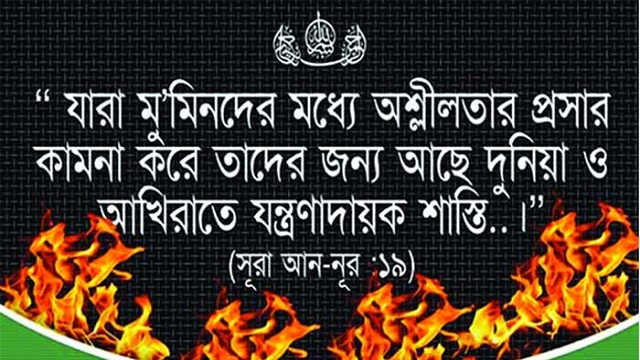 “ যারা মু’মিনদের মধ্যে অশ্লীলতার প্রসার
কামনা করে তাদের জন্য আছে দুনিয়া ও
আখিরাতে যন্ত্রণাদায়ক শাস্তি..।”
(সূরা আন-নূর :১৯)